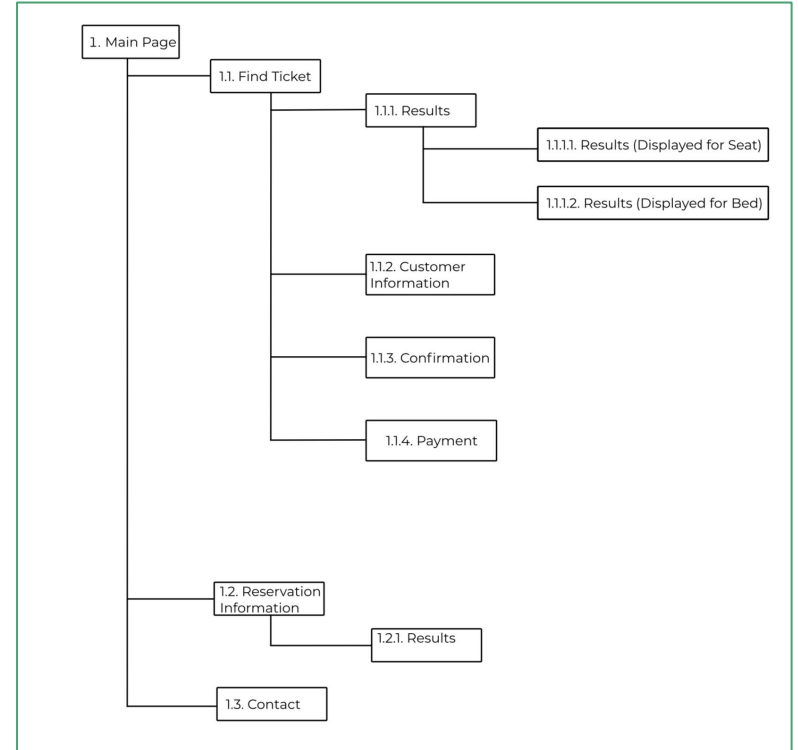 1. Main Page
1.1. Find Ticket
1.1.1. Results
1.1.1.1. Results (Displayed for Seat)
1.1.1.2. Results (Displayed for Bed)
1.1.2. Customer
Information
1.1.3. Confirmation
1.1.4. Payment
1.2. Reservation
Information
1.2.1. Results
1.3. Contact